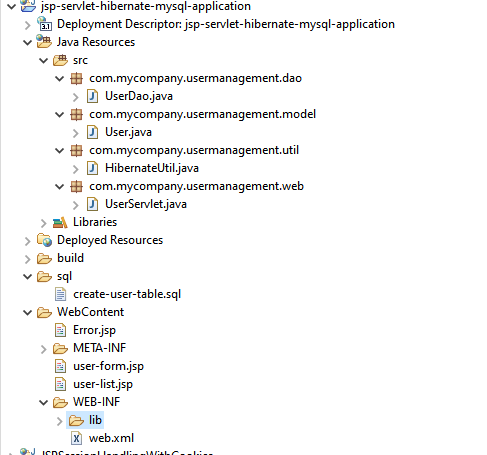 jsp-servlet-hibernate-mysql-application
3.1 Deployment Descriptor: jsp-servlet-hibernate-mysql-application
Java Resources
src
com.mycompany.usermanagement.dao
UserDao.java
com.mycompany.usermanagement.model
User.java
com.mycompany.usermanagement.util
HibernateUtil.java
com.mycompany.usermanagement.web
UserServlet.java
Libraries
Deployed Resources
build
sql
create-user-table.sql
WebContent
Error.jsp
META-INF
user-form.jsp
user-list.jsp
WEB-INF
lib
web.xml
JSPSessionHandlingWithCookies